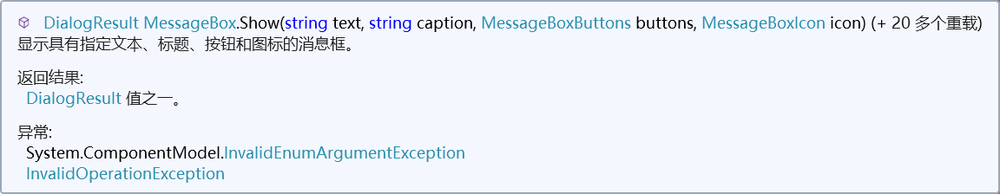 DialogResult MessageBox.Show(string text, string caption, MessageBoxButtons buttons, MessageBoxIcon icon) (+ 20 多个重载)
显示具有指定文本、标题、按钮和图标的消息框。
返回结果:
DialogResult 值之一。
异常:
System.ComponentModel.InvalidEnumArgumentException
InvalidOperationException